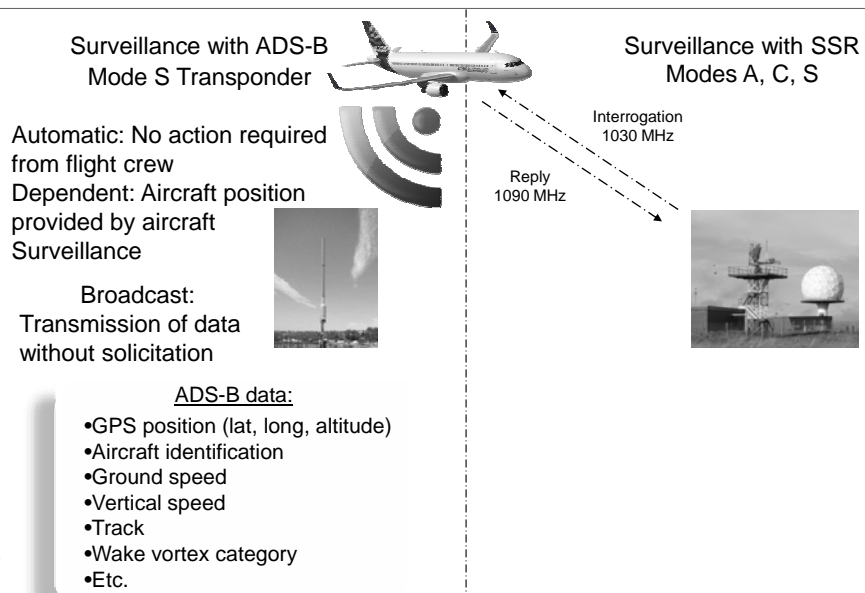 Surveillance with ADS-B
Mode S Transponder
Automatic: No action required
from flight crew
Dependent: Aircraft position
provided by aircraft
Surveillance
Broadcast:
Transmission of data
without solicitation
ADS-B data:
•GPS position (lat, long, altitude)
•Aircraft identification
•Ground speed
•Vertical speed
•Track
•Wake vortex category
•Etc.
Surveillance with SSR
Modes A, C, S
Interrogation
1030 MHz
Reply
1090 MHz